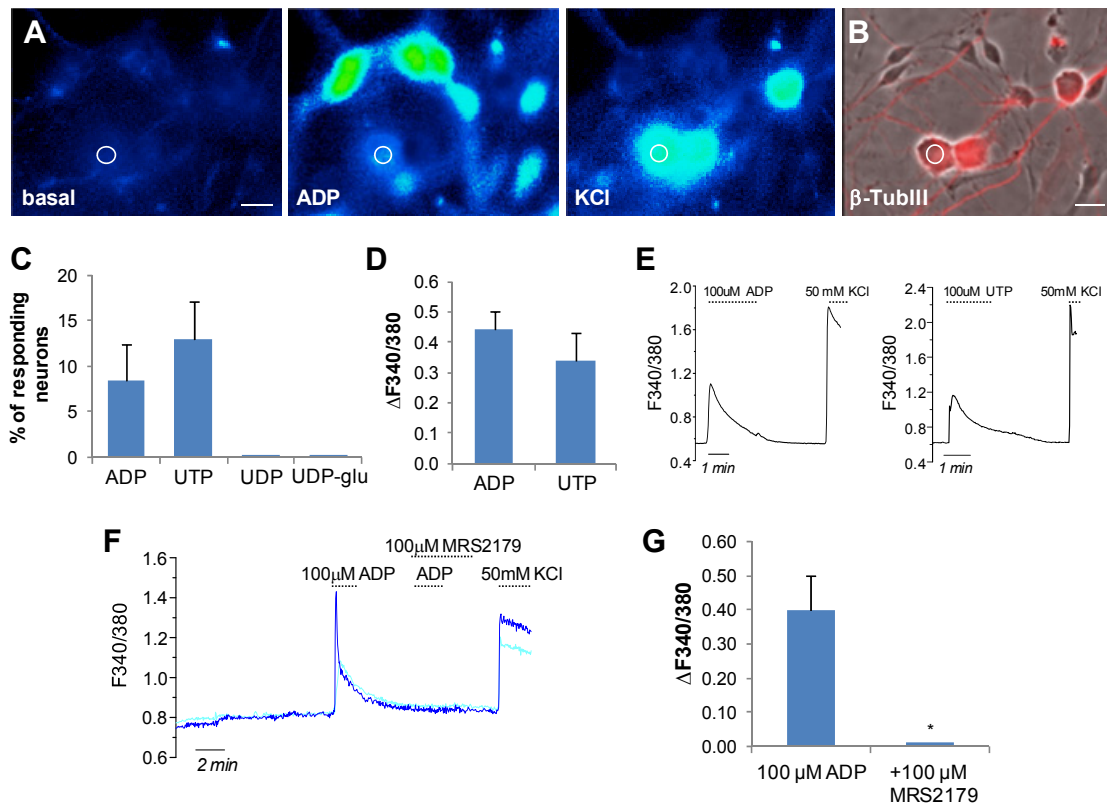 A
basal
ADP
KCl
B
β-TubIII
C
% of responding
neurons
20
15
10
5
0
ADP
UTP
UDP
UDP-glu
D
ΔF340/380
0.6
0.5
0.4
0.3
0.2
0.1
0.0
ADP
UTP
E
F340/380
2.0
1.6
1.2
0.8
0.4
100uM ADP
50 mM KCl
1 min
F340/380
2.4
2.0
1.6
1.2
0.8
0.4
100uM UTP
50mM KCl
1 min
F
F340/380
1.6
1.4
1.2
1.0
0.8
0.6
100μM MRS2179
100μM ADP
ADP
50mM KCl
2 min
G
ΔF340/380
0.60
0.50
0.40
0.30
0.20
0.10
0.00
*
100 μM ADP
+100 μM
MRS2179